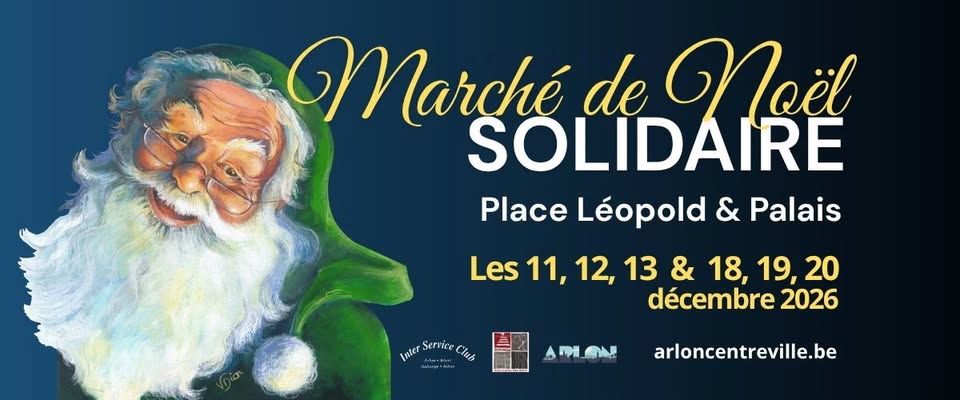 Marché de Noël
SOLIDAIRE
Place Léopold & Palais
Les 11, 12, 13 & 18, 19, 20
décembre 2026
Inter Service Club
ARLON
arloncentreville.be
V.Dion